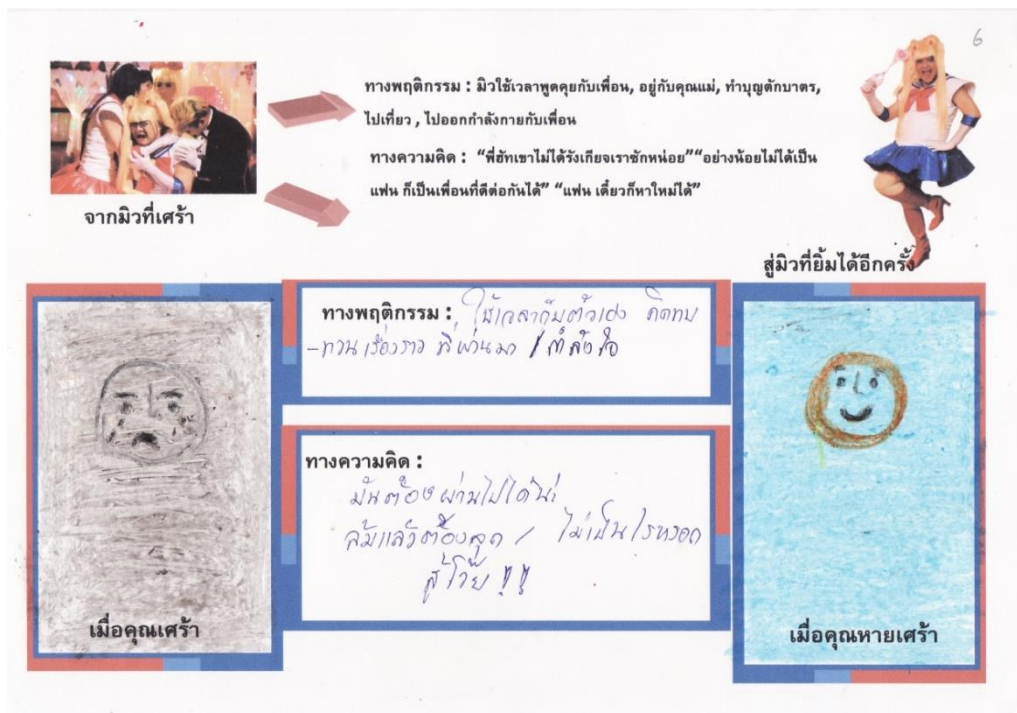 6
ทางพฤติกรรม : มิวใช้เวลาพูดคุยกับเพื่อน, อยู่กับคุณแม่, ทำบุญตักบาตร,
ไปเที่ยว , ไปออกกำลังกายกับเพื่อน
ทางความคิด : “พี่ฮัทเขาไม่ได้รังเกียจเราซักหน่อย”“อย่างน้อยไม่ได้เป็น
แฟน ก็เป็นเพื่อนที่ดีต่อกันได้” “แฟน เดี๋ยวก็หาใหม่ได้”
จากมิวที่เศร้า
สู่มิวที่ยิ้มได้อีกครั้ง
ทางพฤติกรรม : ใช้เวลากับตัวเอง คิดทบ
-ทวนเรื่องราว ที่ผ่านมา /
ทางความคิด :
มันต้องผ่านไปได้น่ะ
ล้มแล้วต้องลุก / ไม่เป็นไรหรอก
สู้โว้ย !!
เมื่อคุณเศร้า
เมื่อคุณหายเศร้า